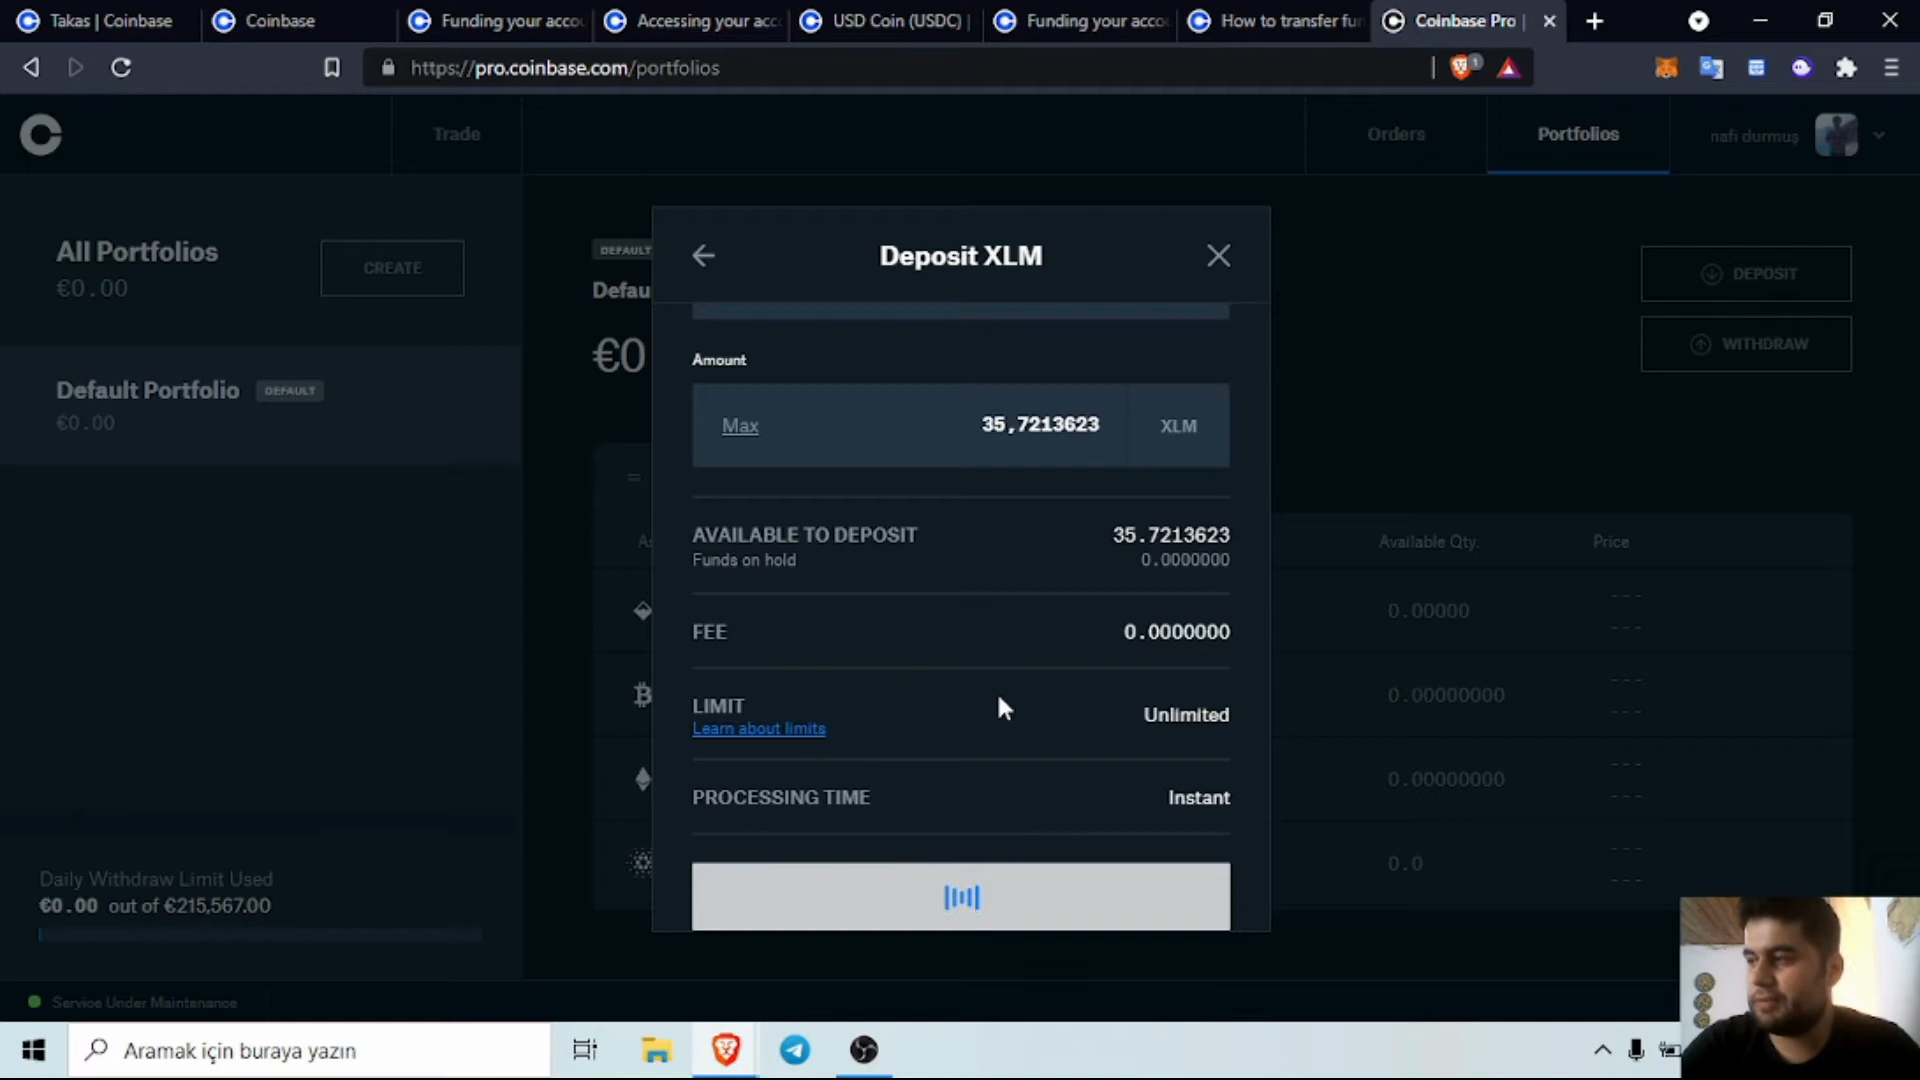 Takas | Coinbase
Coinbase
Funding your accou
Accessing your acc
USD Coin (USDC) |
Funding your accou
How to transfer fun
Coinbase Pro |
https://pro.coinbase.com/portfolios
1
Trade
Orders
Portfolios
nafi durmuş
All Portfolios
€0.00
CREATE
Default Portfolio DEFAULT
€0.00
Daily Withdraw Limit Used
€0.00 out of €215,567.00
Service Under Maintenance
DEFAULT
Defau
€0
DEPOSIT
WITHDRAW
As
Available Qty.
Price
0.00000
---
---
0.00000000
---
---
0.00000000
---
---
0.0
---
---
Deposit XLM
Amount
Max
35,7213623
XLM
AVAILABLE TO DEPOSIT
35.7213623
Funds on hold
0.0000000
FEE
0.0000000
LIMIT
Learn about limits
Unlimited
PROCESSING TIME
Instant
Aramak için buraya yazın